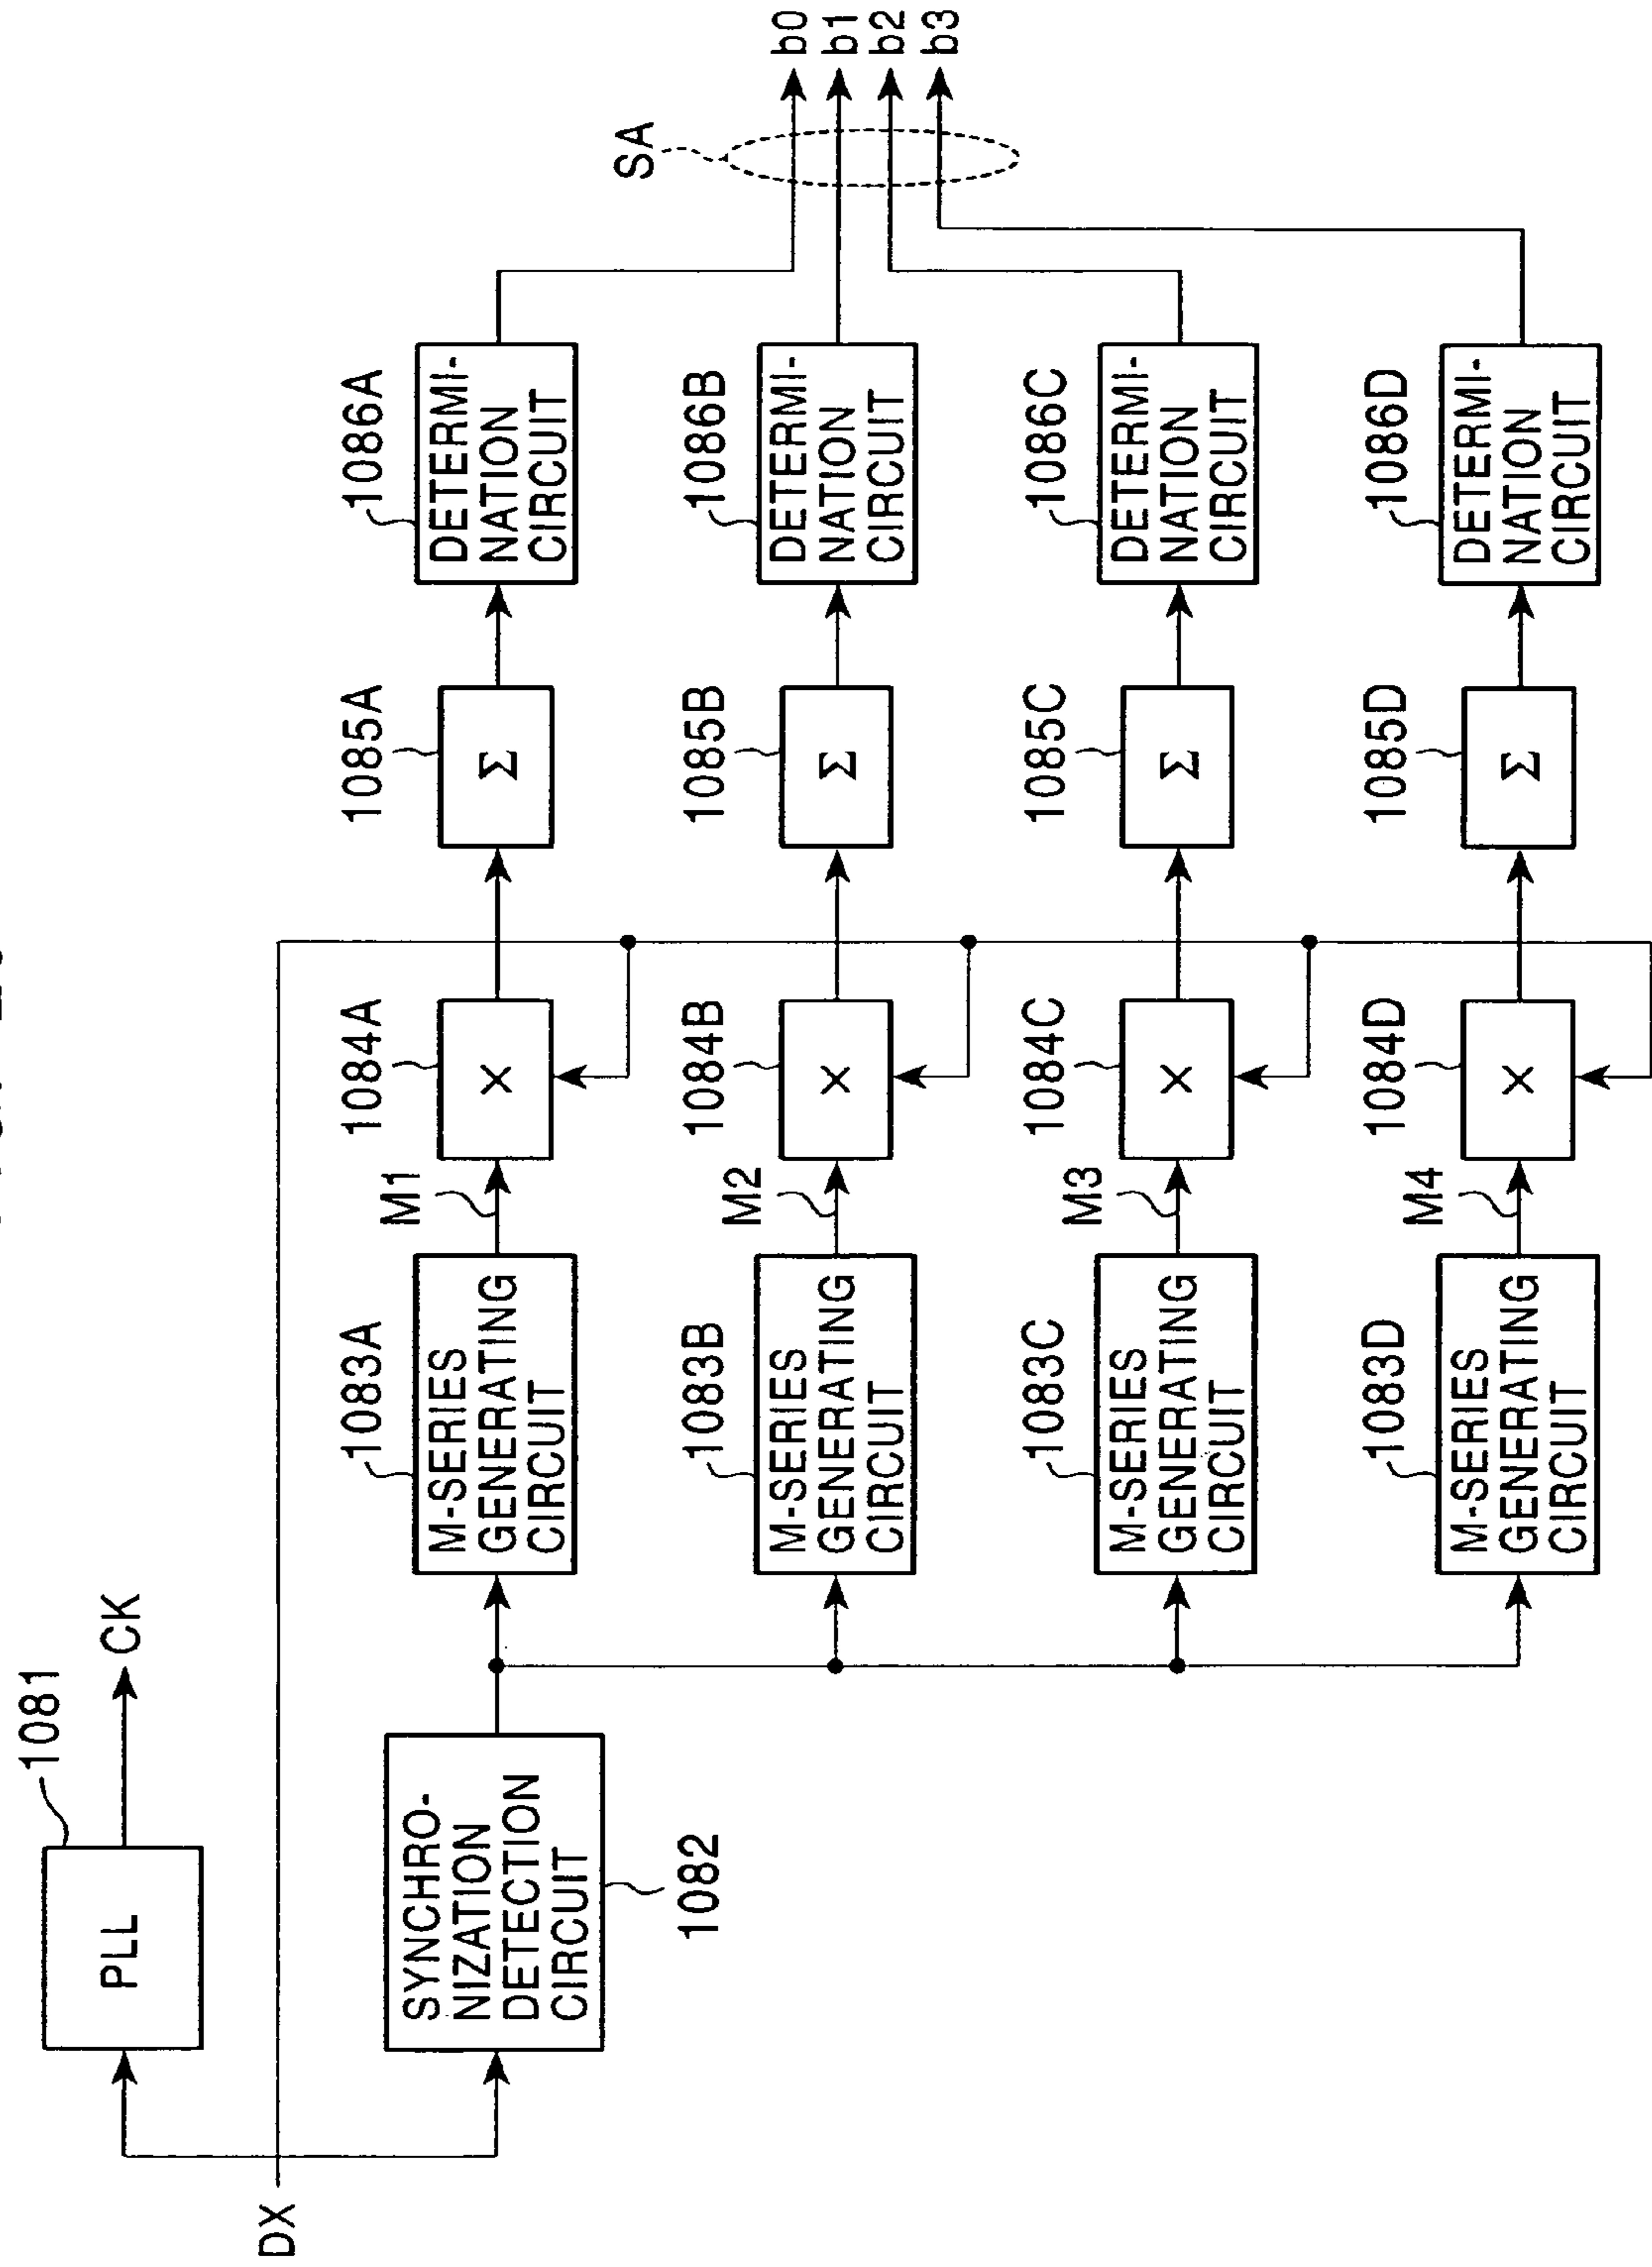 1081
PLL
CK
DX
SYNCHRO-
NIZATION
DETECTION
CIRCUIT
1082
1083A
M-SERIES
GENERATING
CIRCUIT
M1
1084A
×
1085A
Σ
1086A
DETERMI-
NATION
CIRCUIT
1083B
M-SERIES
GENERATING
CIRCUIT
M2
1084B
×
1085B
Σ
1086B
DETERMI-
NATION
CIRCUIT
1083C
M-SERIES
GENERATING
CIRCUIT
M3
1084C
×
1085C
Σ
1086C
DETERMI-
NATION
CIRCUIT
1083D
M-SERIES
GENERATING
CIRCUIT
M4
1084D
×
1085D
Σ
1086D
DETERMI-
NATION
CIRCUIT
SA
b0
b1
b2
b3